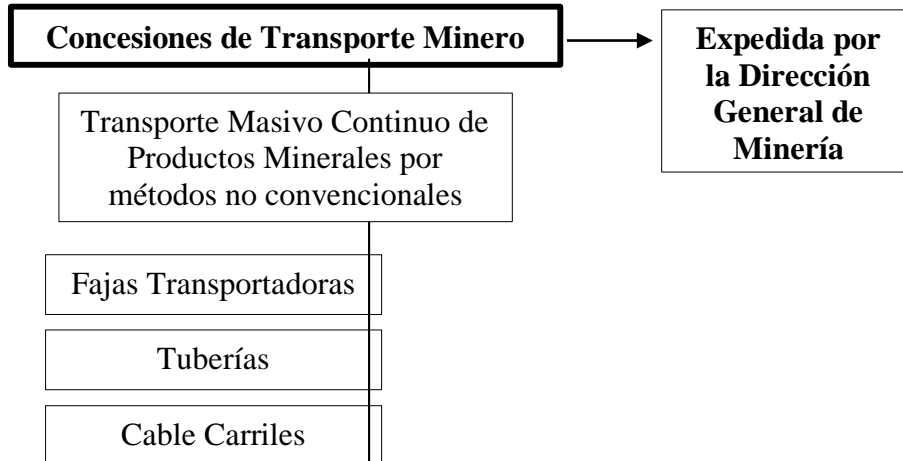 Concesiones de Transporte Minero
Expedida por
la Dirección
General de
Minería
Transporte Masivo Continuo de
Productos Minerales por
métodos no convencionales
Fajas Transportadoras
Tuberías
Cable Carriles